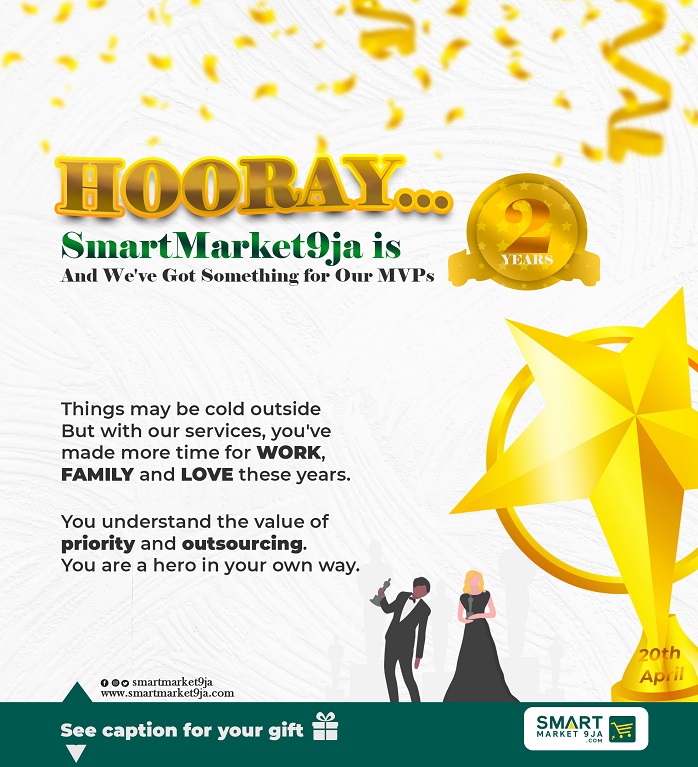 HOORAY...
SmartMarket9ja is
And We've Got Something for Our MVPs
2
YEARS
Things may be cold outside
But with our services, you've
made more time for WORK,
FAMILY and LOVE these years.
You understand the value of
priority and outsourcing.
You are a hero in your own way.
20th
April
smartmarket9ja
www.smartmarket9ja.com
See caption for your gift
SMART
MARKET 9JA
.COM